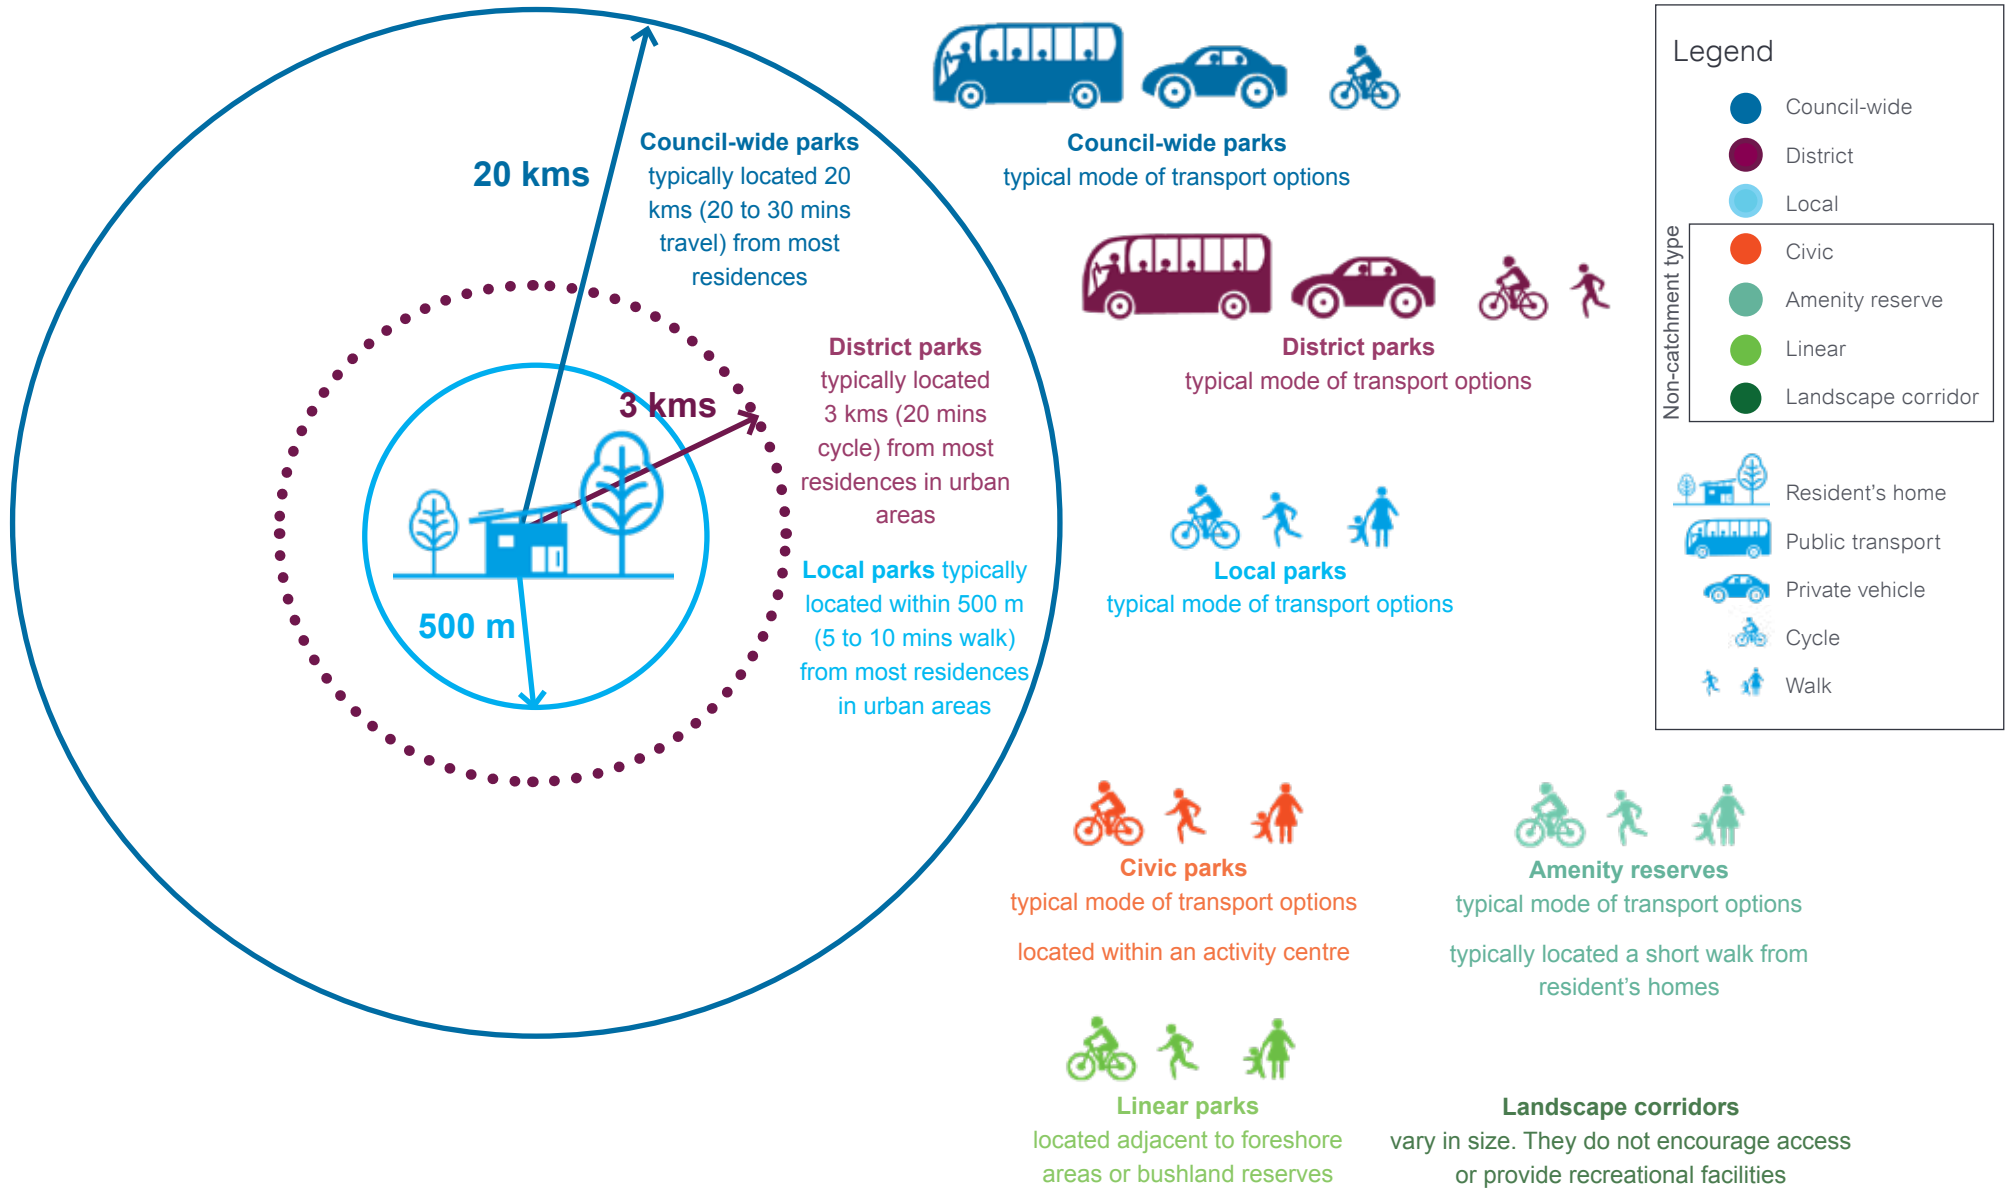 20 kms
Council-wide parks
typically located 20
kms (20 to 30 mins
travel) from most
residences
3 kms
District parks
typically located
3 kms (20 mins
cycle) from most
residences in urban
areas
500 m
Local parks typically
located within 500 m
(5 to 10 mins walk)
from most residences
in urban areas
Council-wide parks
typical mode of transport options
District parks
typical mode of transport options
Local parks
typical mode of transport options
Civic parks
typical mode of transport options
located within an activity centre
Amenity reserves
typical mode of transport options
typically located a short walk from
resident's homes
Linear parks
located adjacent to foreshore
areas or bushland reserves
Landscape corridors
vary in size. They do not encourage access
or provide recreational facilities
Legend
Council-wide
District
Local
Non-catchment type
Civic
Amenity reserve
Linear
Landscape corridor
Resident's home
Public transport
Private vehicle
Cycle
Walk